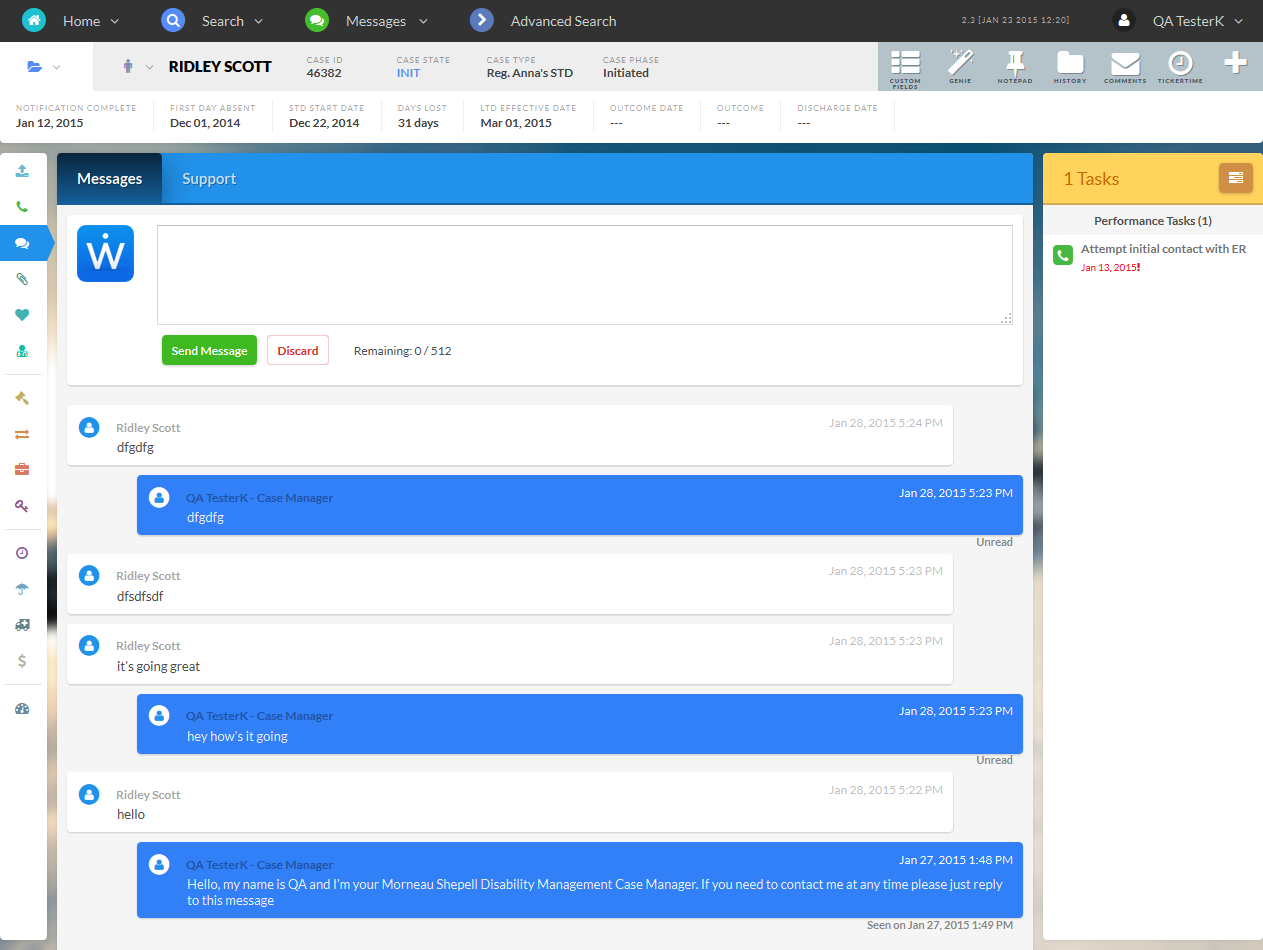 Home
Search
Messages
Advanced Search
2.3 [JAN 23 2015 12:20]
QA TesterK
RIDLEY SCOTT
CASE ID
46382
CASE STATE
INIT
CASE TYPE
Reg. Anna's STD
CASE PHASE
Initiated
CUSTOM
FIELDS
GENIE
NOTEPAD
HISTORY
COMMENTS
TICKERTIME
NOTIFICATION COMPLETE
Jan 12, 2015
FIRST DAY ABSENT
Dec 01, 2014
STD START DATE
Dec 22, 2014
DAYS LOST
31 days
LTD EFFECTIVE DATE
Mar 01, 2015
OUTCOME DATE
---
OUTCOME
---
DISCHARGE DATE
---
Messages
Support
W
Send Message
Discard
Remaining: 0 / 512
Ridley Scott
Jan 28, 2015 5:24 PM
dfgdfg
QA TesterK - Case Manager
Jan 28, 2015 5:23 PM
dfgdfg
Unread
Ridley Scott
Jan 28, 2015 5:23 PM
dfsdfsdf
Ridley Scott
Jan 28, 2015 5:23 PM
it's going great
QA TesterK - Case Manager
Jan 28, 2015 5:23 PM
hey how's it going
Unread
Ridley Scott
Jan 28, 2015 5:22 PM
hello
QA TesterK - Case Manager
Jan 27, 2015 1:48 PM
Hello, my name is QA and I'm your Morneau Shepell Disability Management Case Manager. If you need to contact me at any time please just reply
to this message
Seen on Jan 27, 2015 1:49 PM
1 Tasks
Performance Tasks (1)
Attempt initial contact with ER
Jan 13, 2015!